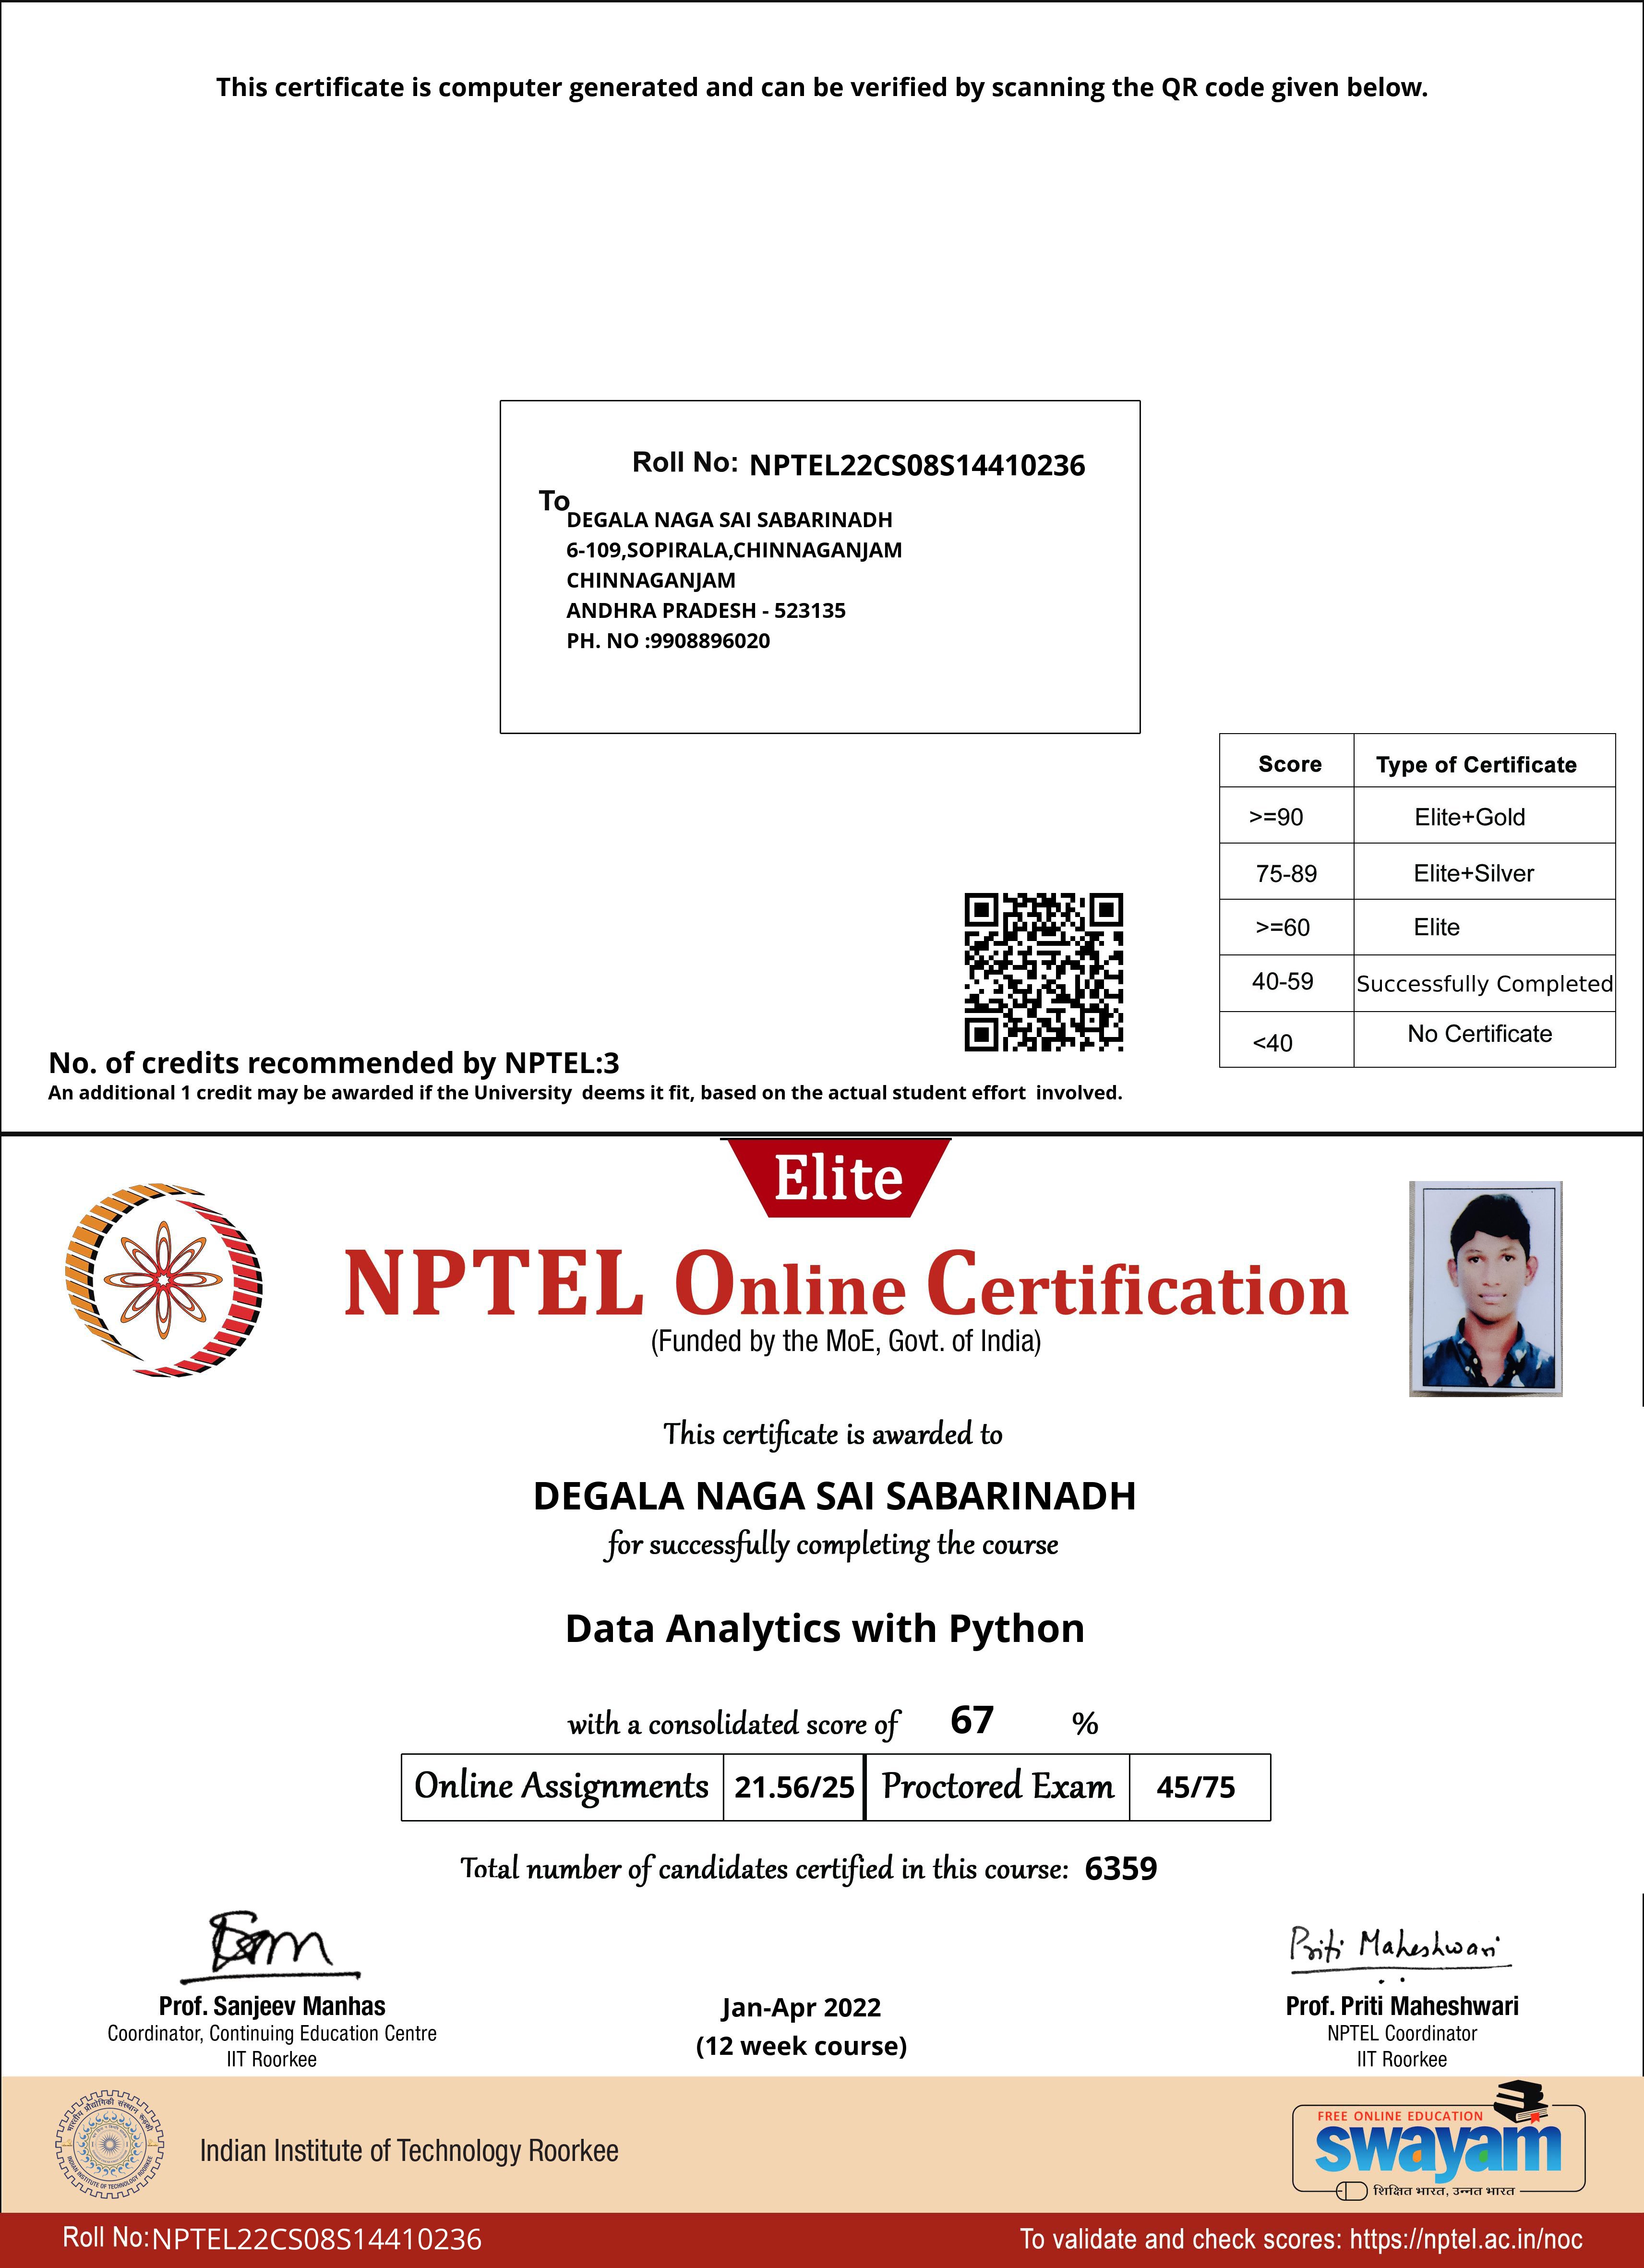 This certificate is computer generated and can be verified by scanning the QR code given below.
Roll No: NPTEL22CS08S14410236
To
DEGALA NAGA SAI SABARINADH
6-109,SOPIRALA,CHINNAGANJAM
CHINNAGANJAM
ANDHRA PRADESH - 523135
PH. NO :9908896020
Score Type of Certificate
>=90 Elite+Gold
75-89 Elite+Silver
>=60 Elite
40-59 Successfully Completed
<40 No Certificate
No. of credits recommended by NPTEL:3
An additional 1 credit may be awarded if the University deems it fit, based on the actual student effort involved.
Elite
NPTEL Online Certification
(Funded by the MoE, Govt. of India)
This certificate is awarded to
DEGALA NAGA SAI SABARINADH
for successfully completing the course
Data Analytics with Python
with a consolidated score of 67 %
Online Assignments 21.56/25 Proctored Exam 45/75
Total number of candidates certified in this course: 6359
Priti Maheshwari
Prof. Sanjeev Manhas
Coordinator, Continuing Education Centre
IIT Roorkee
Jan-Apr 2022
(12 week course)
Prof. Priti Maheshwari
NPTEL Coordinator
IIT Roorkee
भारतीय प्रौद्योगिकी संस्थान रूड़की
INDIAN INSTITUTE OF TECHNOLOGY ROORKEE
Indian Institute of Technology Roorkee
FREE ONLINE EDUCATION
swayam
शिक्षित भारत, उन्नत भारत
Roll No:NPTEL22CS08S14410236
To validate and check scores: https://nptel.ac.in/noc